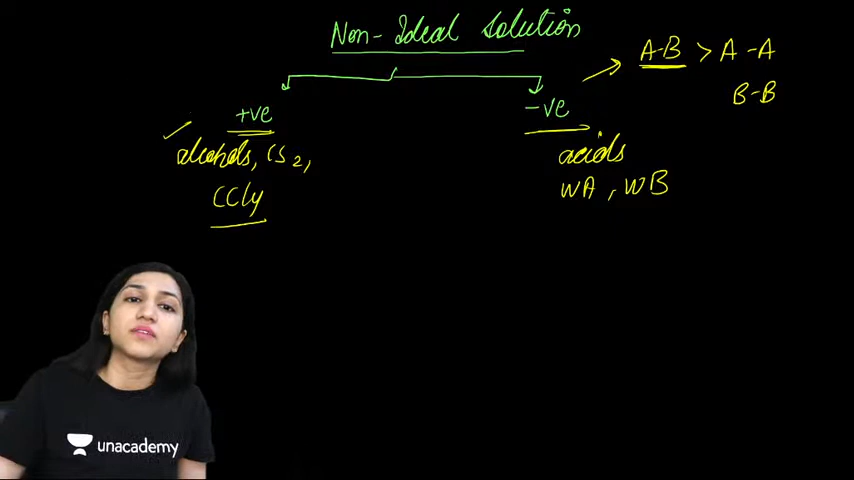 Non-Ideal Solution
+ve
alcohols, CS2,
CCl4
-ve
acids
WA, WB
A-B > A-A
B-B
unacademy